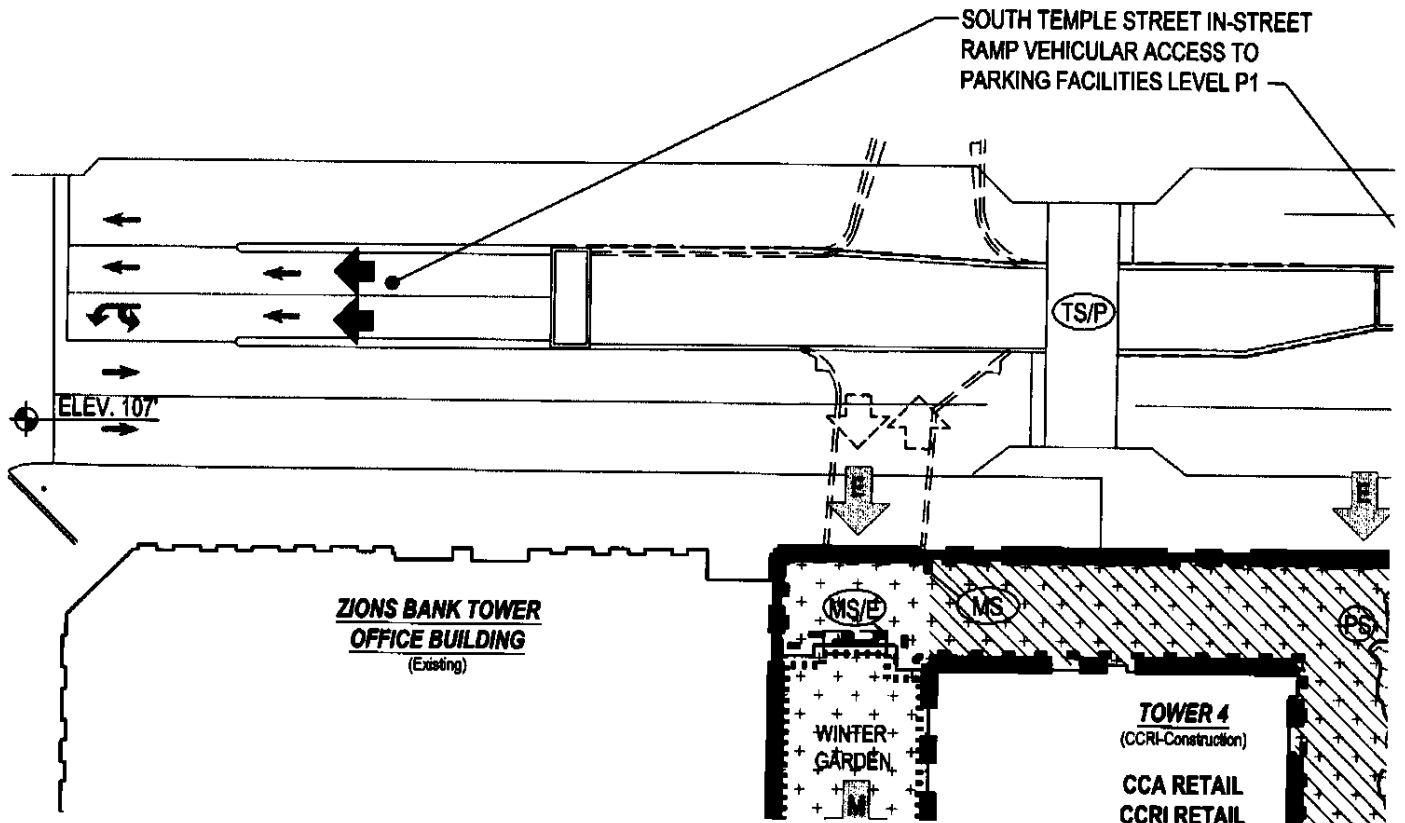 SOUTH TEMPLE STREET IN-STREET
RAMP VEHICULAR ACCESS TO
PARKING FACILITIES LEVEL P1
TS/P
ELEV. 107'
E
E
ZIONS BANK TOWER
OFFICE BUILDING
(Existing)
MS/E
MS
PS
WINTER
GARDEN
M
TOWER 4
(CCRI-Construction)
CCA RETAIL
CCRI RETAIL